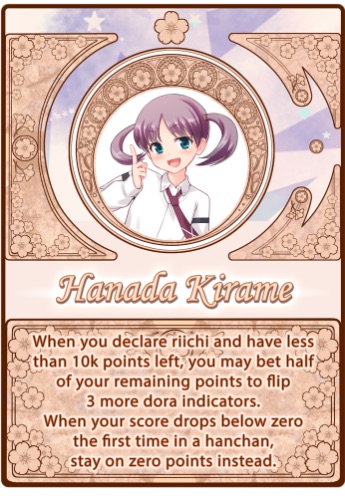 Hanada Kirame
When you declare riichi and have less
than 10k points left, you may bet half
of your remaining points to flip
3 more dora indicators.
When your score drops below zero
the first time in a hanchan,
stay on zero points instead.